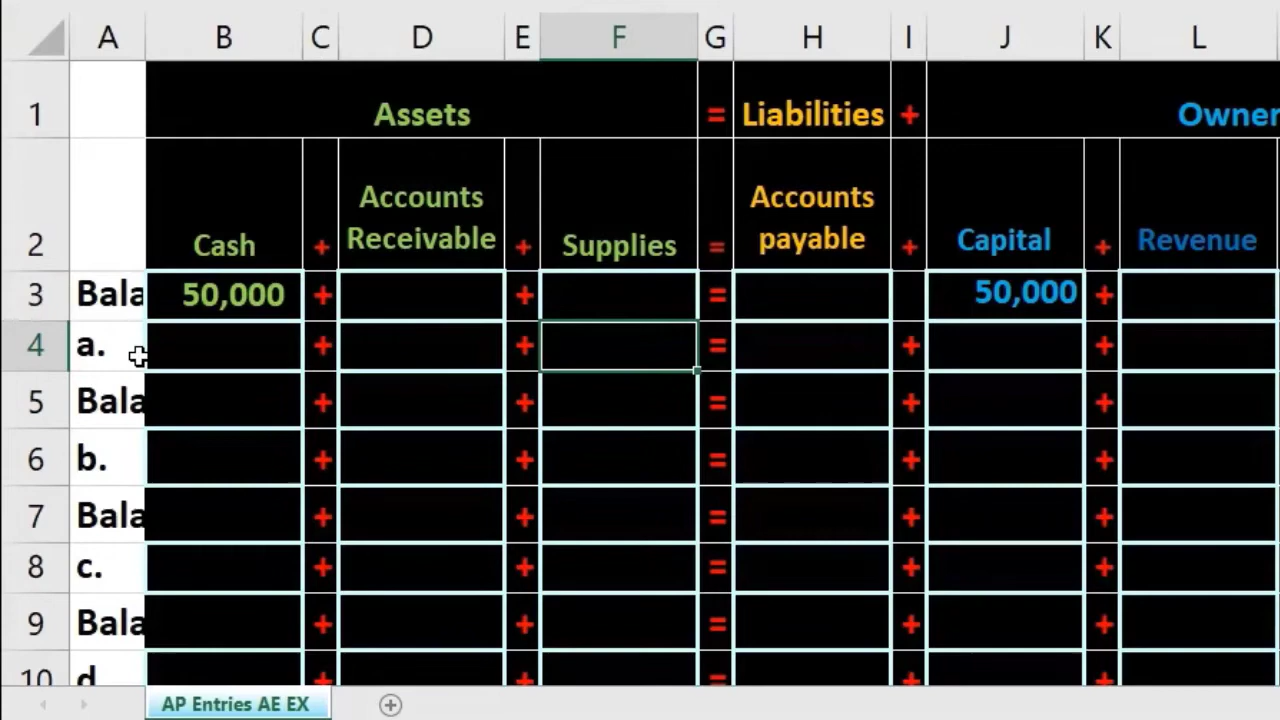 A B C D E F G H I J K L
1 Assets = Liabilities + Owner
2 Cash + Accounts Receivable + Supplies = Accounts payable + Capital + Revenue
3 Bala 50,000 + + = 50,000 +
4 a. + + = + +
5 Bala + + = + +
6 b. + + = + +
7 Bala + + = + +
8 c. + + = + +
9 Bala + + = + +
10 d + + = + +
AP Entries AE EX